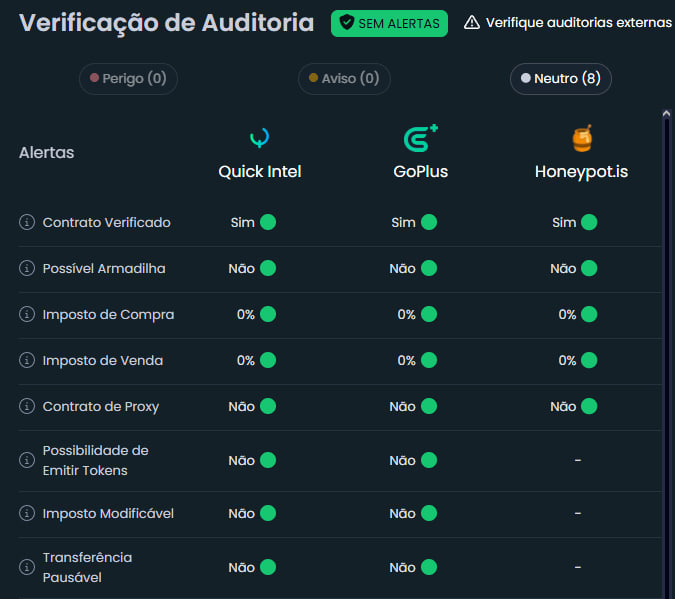 Verificação de Auditoria SEM ALERTAS Verifique auditorias externas
Perigo (0) Aviso (0) Neutro (8)
Alertas Quick Intel GoPlus Honeypot.is
Contrato Verificado Sim Sim Sim
Possível Armadilha Não Não Não
Imposto de Compra 0% 0% 0%
Imposto de Venda 0% 0% 0%
Contrato de Proxy Não Não Não
Possibilidade de
Emitir Tokens Não Não -
Imposto Modificável Não Não -
Transferência
Pausável Não Não -